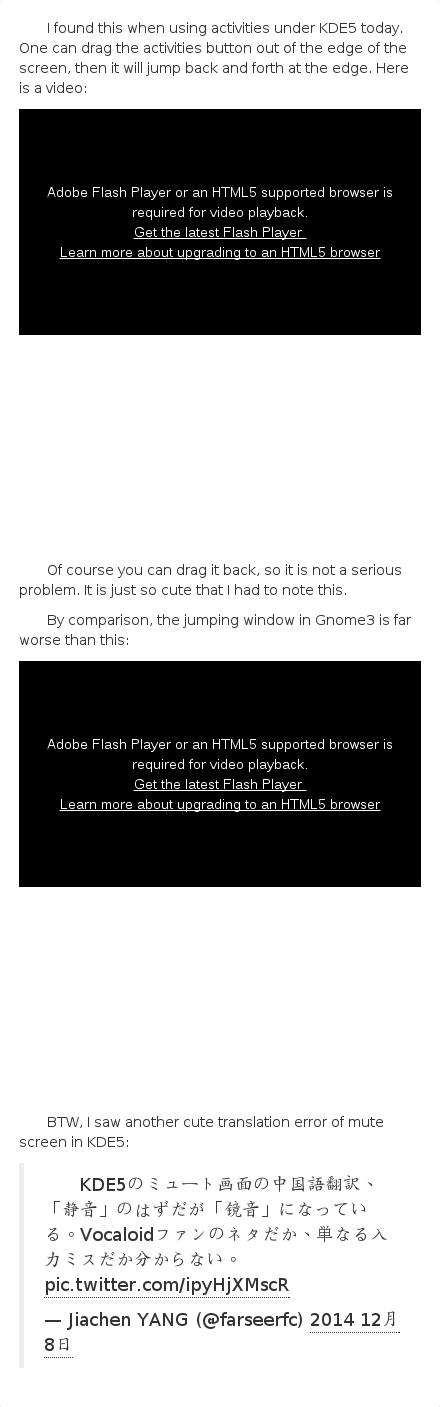 I found this when using activities under KDE5 today.
One can drag the activities button out of the edge of the
screen, then it will jump back and forth at the edge. Here
is a video:
Adobe Flash Player or an HTML5 supported browser is
required for video playback.
Get the latest Flash Player
Learn more about upgrading to an HTML5 browser
Of course you can drag it back, so it is not a serious
problem. It is just so cute that I had to note this.
By comparison, the jumping window in Gnome3 is far
worse than this:
Adobe Flash Player or an HTML5 supported browser is
required for video playback.
Get the latest Flash Player
Learn more about upgrading to an HTML5 browser
BTW, I saw another cute translation error of mute
screen in KDE5:
KDE5のミュート画面の中国語翻訳、
「静音」のはずだが「镜音」になってい
る。Vocaloidファンのネタだか、単なる入
力ミスだか分からない。
pic.twitter.com/ipyHjXMscR
— Jiachen YANG (@farseerfc) 2014 12月
8日